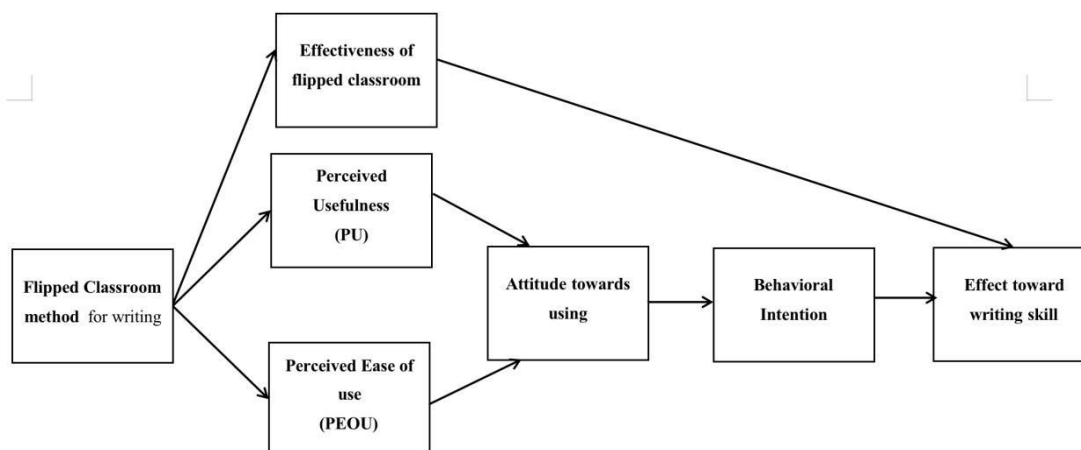 Effectiveness of
flipped classroom
Perceived
Usefulness
(PU)
Flipped Classroom
method for writing
Perceived Ease of
use
(PEOU)
Attitude towards
using
Behavioral
Intention
Effect toward
writing skill